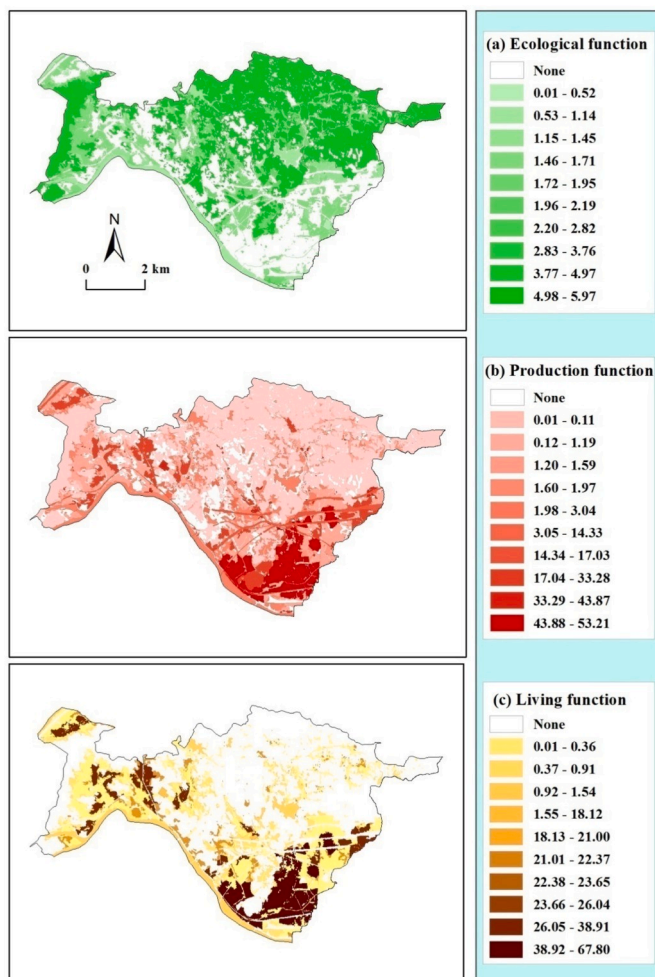 (a) Ecological function
None
0.01 - 0.52
0.53 - 1.14
1.15 - 1.45
1.46 - 1.71
1.72 - 1.95
1.96 - 2.19
2.20 - 2.82
2.83 - 3.76
3.77 - 4.97
4.98 - 5.97
N
0 2 km
(b) Production function
None
0.01 - 0.11
0.12 - 1.19
1.20 - 1.59
1.60 - 1.97
1.98 - 3.04
3.05 - 14.33
14.34 - 17.03
17.04 - 33.28
33.29 - 43.87
43.88 - 53.21
(c) Living function
None
0.01 - 0.36
0.37 - 0.91
0.92 - 1.54
1.55 - 18.12
18.13 - 21.00
21.01 - 22.37
22.38 - 23.65
23.66 - 26.04
26.05 - 38.91
38.92 - 67.80